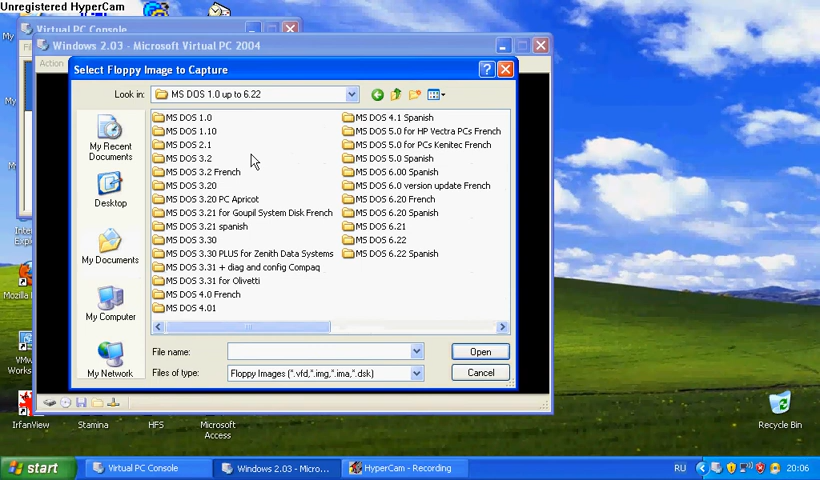 Unregistered HyperCam
Virtual PC Console
Windows 2.03 - Microsoft Virtual PC 2004
Action
Select Floppy Image to Capture
Look in:
MS DOS 1.0 up to 6.22
My Recent
Documents
Desktop
My Documents
My Computer
My Network
MS DOS 1.0
MS DOS 1.10
MS DOS 2.1
MS DOS 3.2
MS DOS 3.2 French
MS DOS 3.20
MS DOS 3.20 PC Apricot
MS DOS 3.21 for Goupil System Disk French
MS DOS 3.21 spanish
MS DOS 3.30
MS DOS 3.30 PLUS for Zenith Data Systems
MS DOS 3.31 + diag and config Compaq
MS DOS 3.31 for Olivetti
MS DOS 4.0 French
MS DOS 4.01
MS DOS 4.1 Spanish
MS DOS 5.0 for HP Vectra PCs French
MS DOS 5.0 for PCs Kenitec French
MS DOS 5.0 Spanish
MS DOS 6.00 Spanish
MS DOS 6.0 version update French
MS DOS 6.20 French
MS DOS 6.20 Spanish
MS DOS 6.21
MS DOS 6.22
MS DOS 6.22 Spanish
File name:
Open
Files of type:
Floppy Images (*.vfd,*.img,*.ima,*.dsk)
Cancel
IrfanView
Stamina
HFS
Microsoft
Access
Recycle Bin
start
Virtual PC Console
Windows 2.03 - Micro...
HyperCam - Recording
RU
20:06